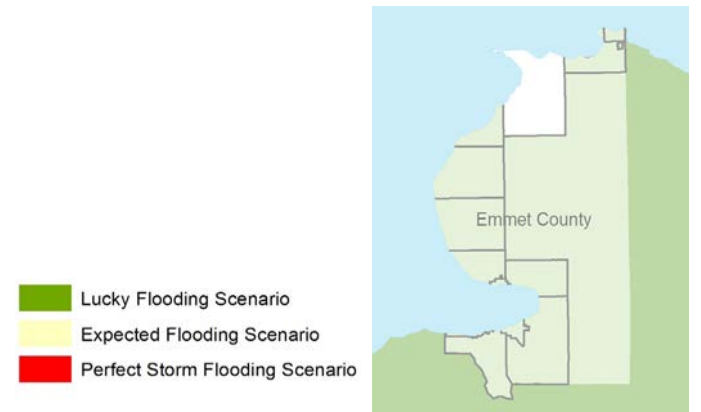 Emmet County
Lucky Flooding Scenario
Expected Flooding Scenario
Perfect Storm Flooding Scenario